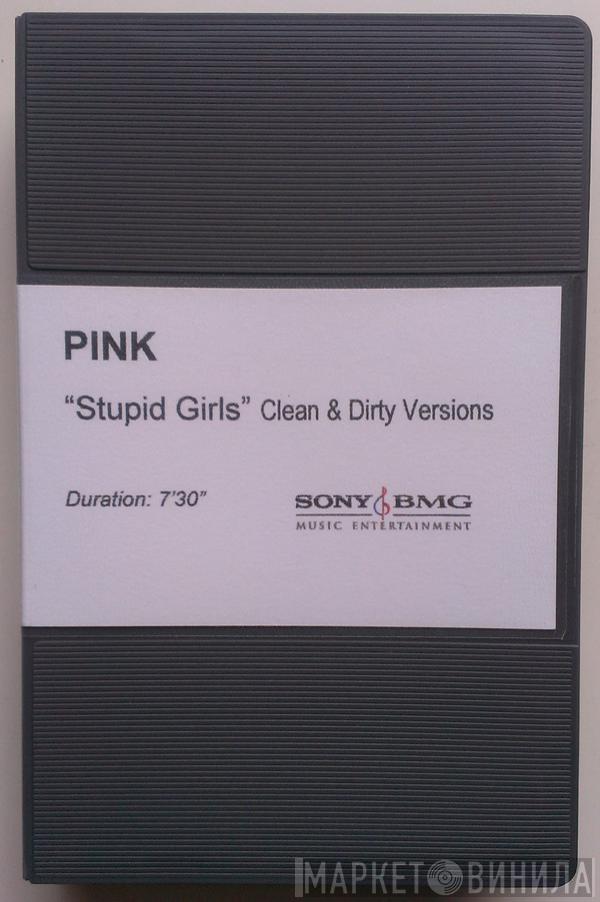 PINK
“Stupid Girls” Clean & Dirty Versions
Duration: 7’30”
SONY BMG
MUSIC ENTERTAINMENT
МАРКЕТ ВИНИЛА